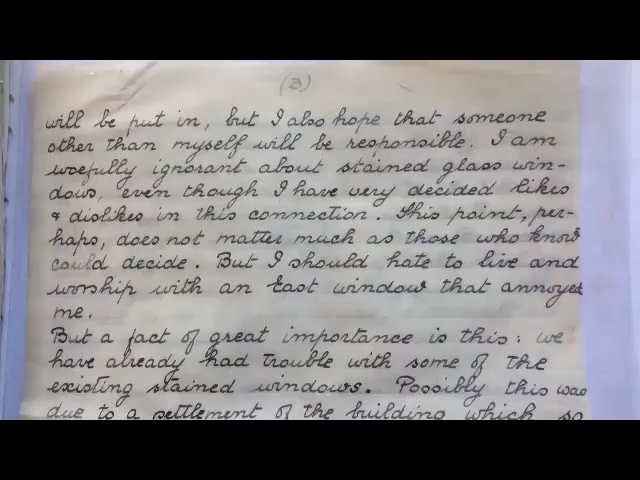 (3)
will be put in, but I also hope that someone
other than myself will be responsible. I am
woefully ignorant about stained glass win-
dows, even though I have very decided likes
& dislikes in this connection. This point, per-
haps, does not matter much as those who know
could decide. But I should hate to live and
worship with an East window that annoyed
me.
But a fact of great importance is this: we
have already had trouble with some of the
existing stained windows. Possibly this was
due to a settlement of the building which so